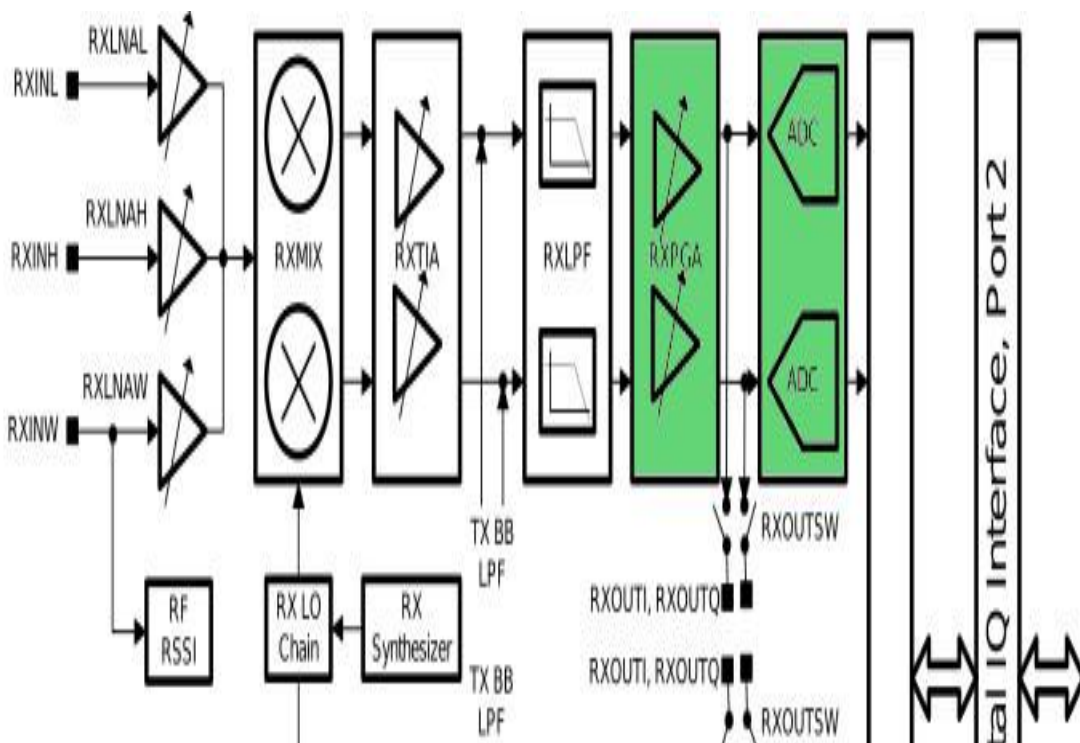 RXLNAL
RXINL
RXLNAH
RXINH
RXLNAW
RXINW
RXMIX
RXTIA
RXLPF
RXPGA
ADC
ADC
TX BB
LPF
RXOUTSW
RXOUTI, RXOUTQ
RF
RSSI
RX LO
Chain
RX
Synthesizer
TX BB
LPF
RXOUTI, RXOUTQ
RXOUTSW
tal IQ Interface, Port 2